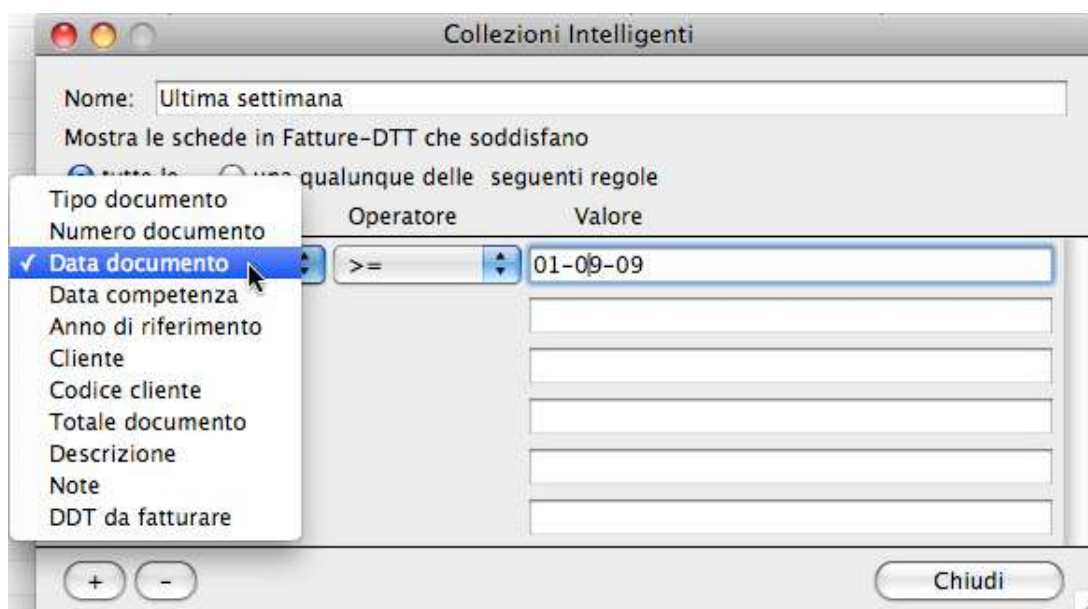 Collezioni Intelligenti
Nome: Ultima settimana
Mostra le schede in Fatture-DTT che soddisfano
qualunque delle seguenti regole
Operatore Valore
Tipo documento
Numero documento
✓ Data documento >= 01-09-09
Data competenza
Anno di riferimento
Cliente
Codice cliente
Totale documento
Descrizione
Note
DDT da fatturare
+ - Chiudi